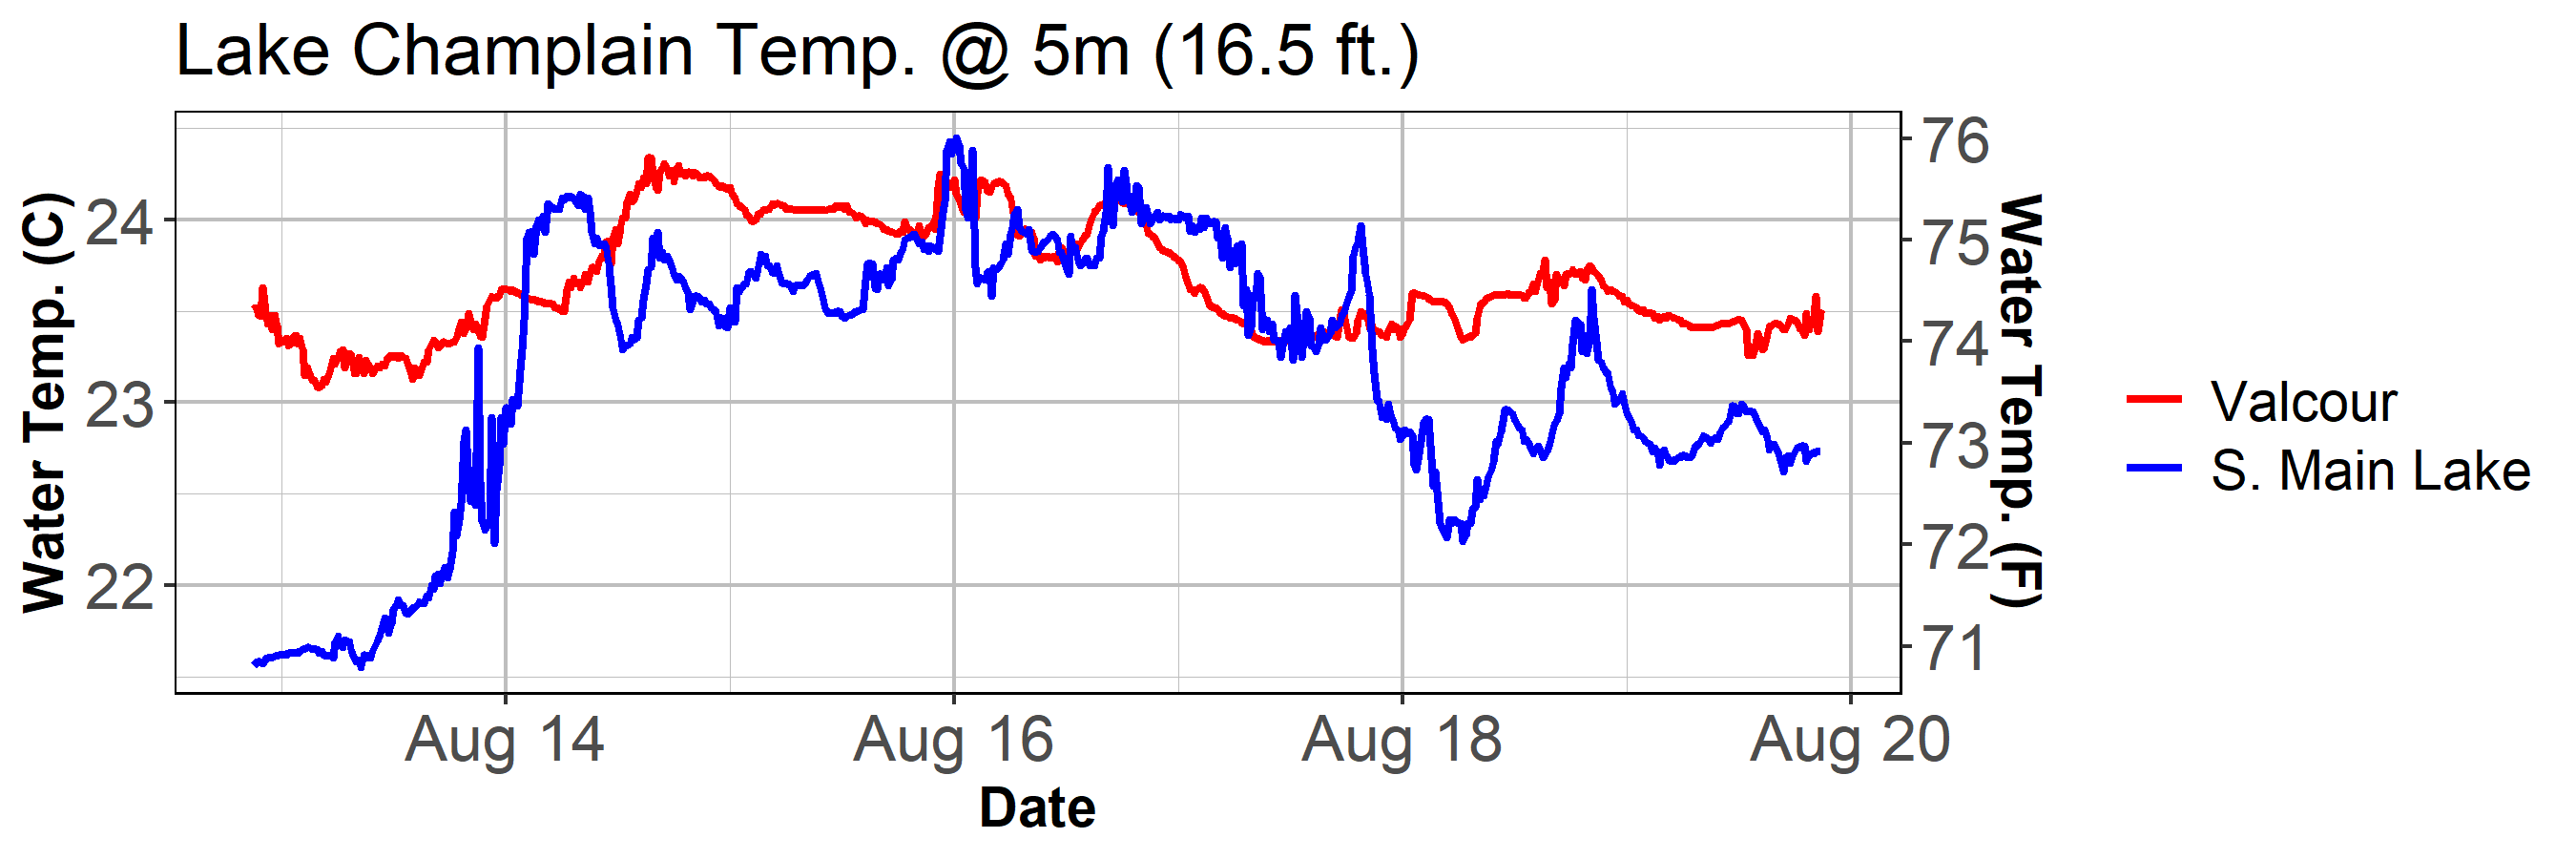 Lake Champlain Temp. @ 5m (16.5 ft.)
Water Temp. (C)
24
23
22
76
75
74
73
72
71
Water Temp. (F)
Aug 14
Aug 16
Aug 18
Aug 20
Date
Valcour
S. Main Lake